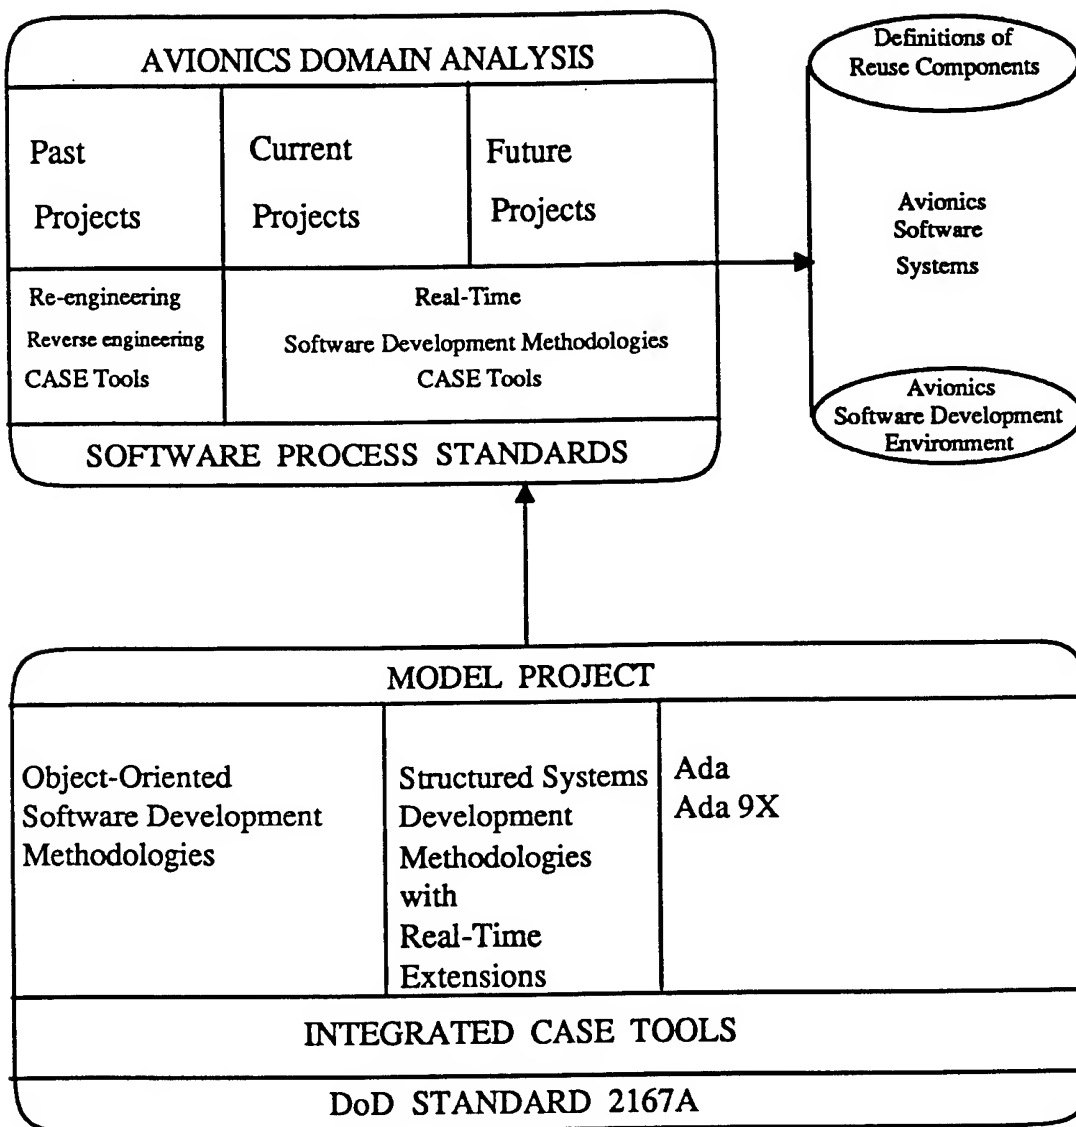 AVIONICS DOMAIN ANALYSIS
Past
Projects
Current
Projects
Future
Projects
Re-engineering
Reverse engineering
CASE Tools
Real-Time
Software Development Methodologies
CASE Tools
SOFTWARE PROCESS STANDARDS
Definitions of
Reuse Components
Avionics
Software
Systems
Avionics
Software Development
Environment
MODEL PROJECT
Object-Oriented
Software Development
Methodologies
Structured Systems
Development
Methodologies
with
Real-Time
Extensions
Ada
Ada 9X
INTEGRATED CASE TOOLS
DoD STANDARD 2167A